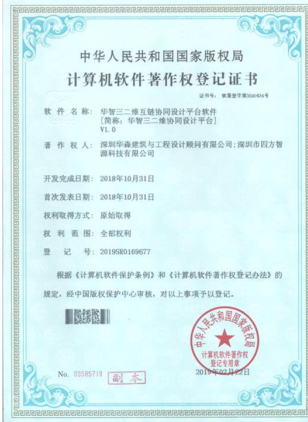 中华人民共和国国家版权局
计算机软件著作权登记证书
证书号：软著登字第3590434号
软件名称：华智三二维互链协同设计平台软件
[简称：华智三二维协同设计平台]
V1.0
著作权人：深圳华森建筑与工程设计顾问有限公司;深圳市四方智
源科技有限公司
开发完成日期：2018年10月31日
首次发表日期：2018年10月31日
权利取得方式：原始取得
权利范围：全部权利
登记号：2019SR0169677
根据《计算机软件保护条例》和《计算机软件著作权登记办法》的
规定，经中国版权保护中心审核，对以上事项予以登记。
中华人民共和国国家版权局
计算机软件著作权
登记专用章
No. 03585719
副本
2019年02月22日